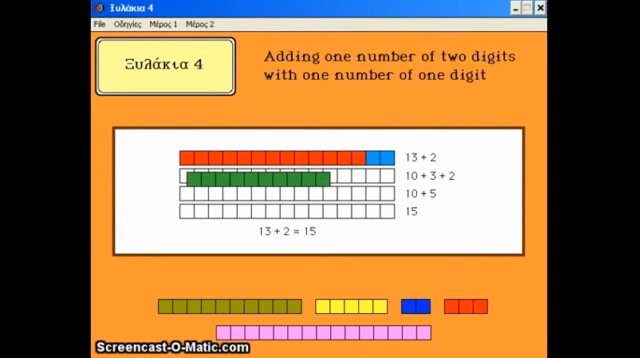 Ξυλάκια 4
File Οδηγίες Μέρος 1 Μέρος 2
Ξυλάκια 4
Adding one number of two digits
with one number of one digit
13 + 2
10 + 3 + 2
10 + 5
15
13 + 2 = 15
Screencast-O-Matic.com